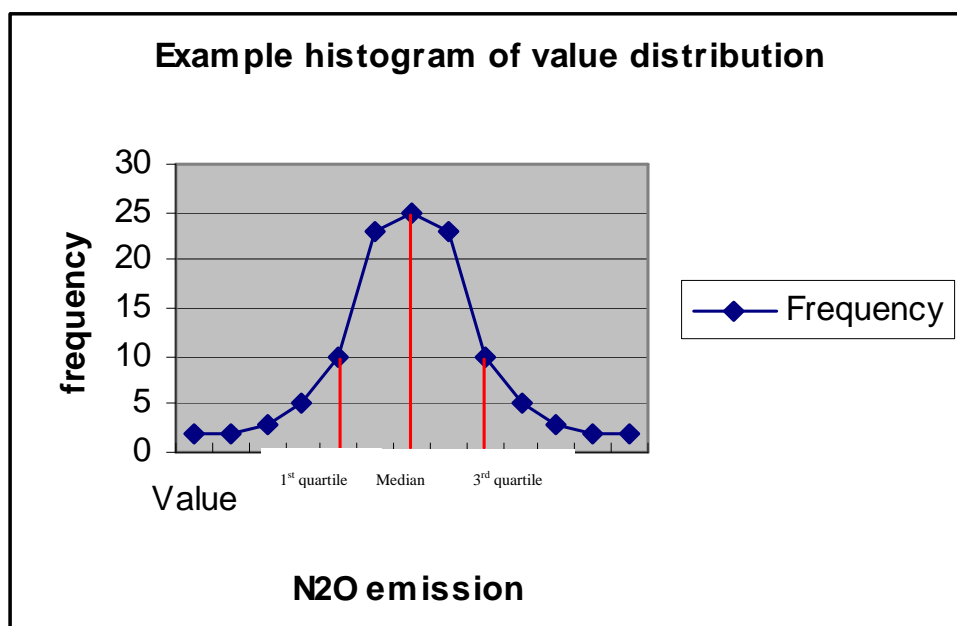 Example histogram of value distribution
30
25
20
15
10
5
0
frequency
Frequency
1st quartile Median 3rd quartile
Value
N2O emission